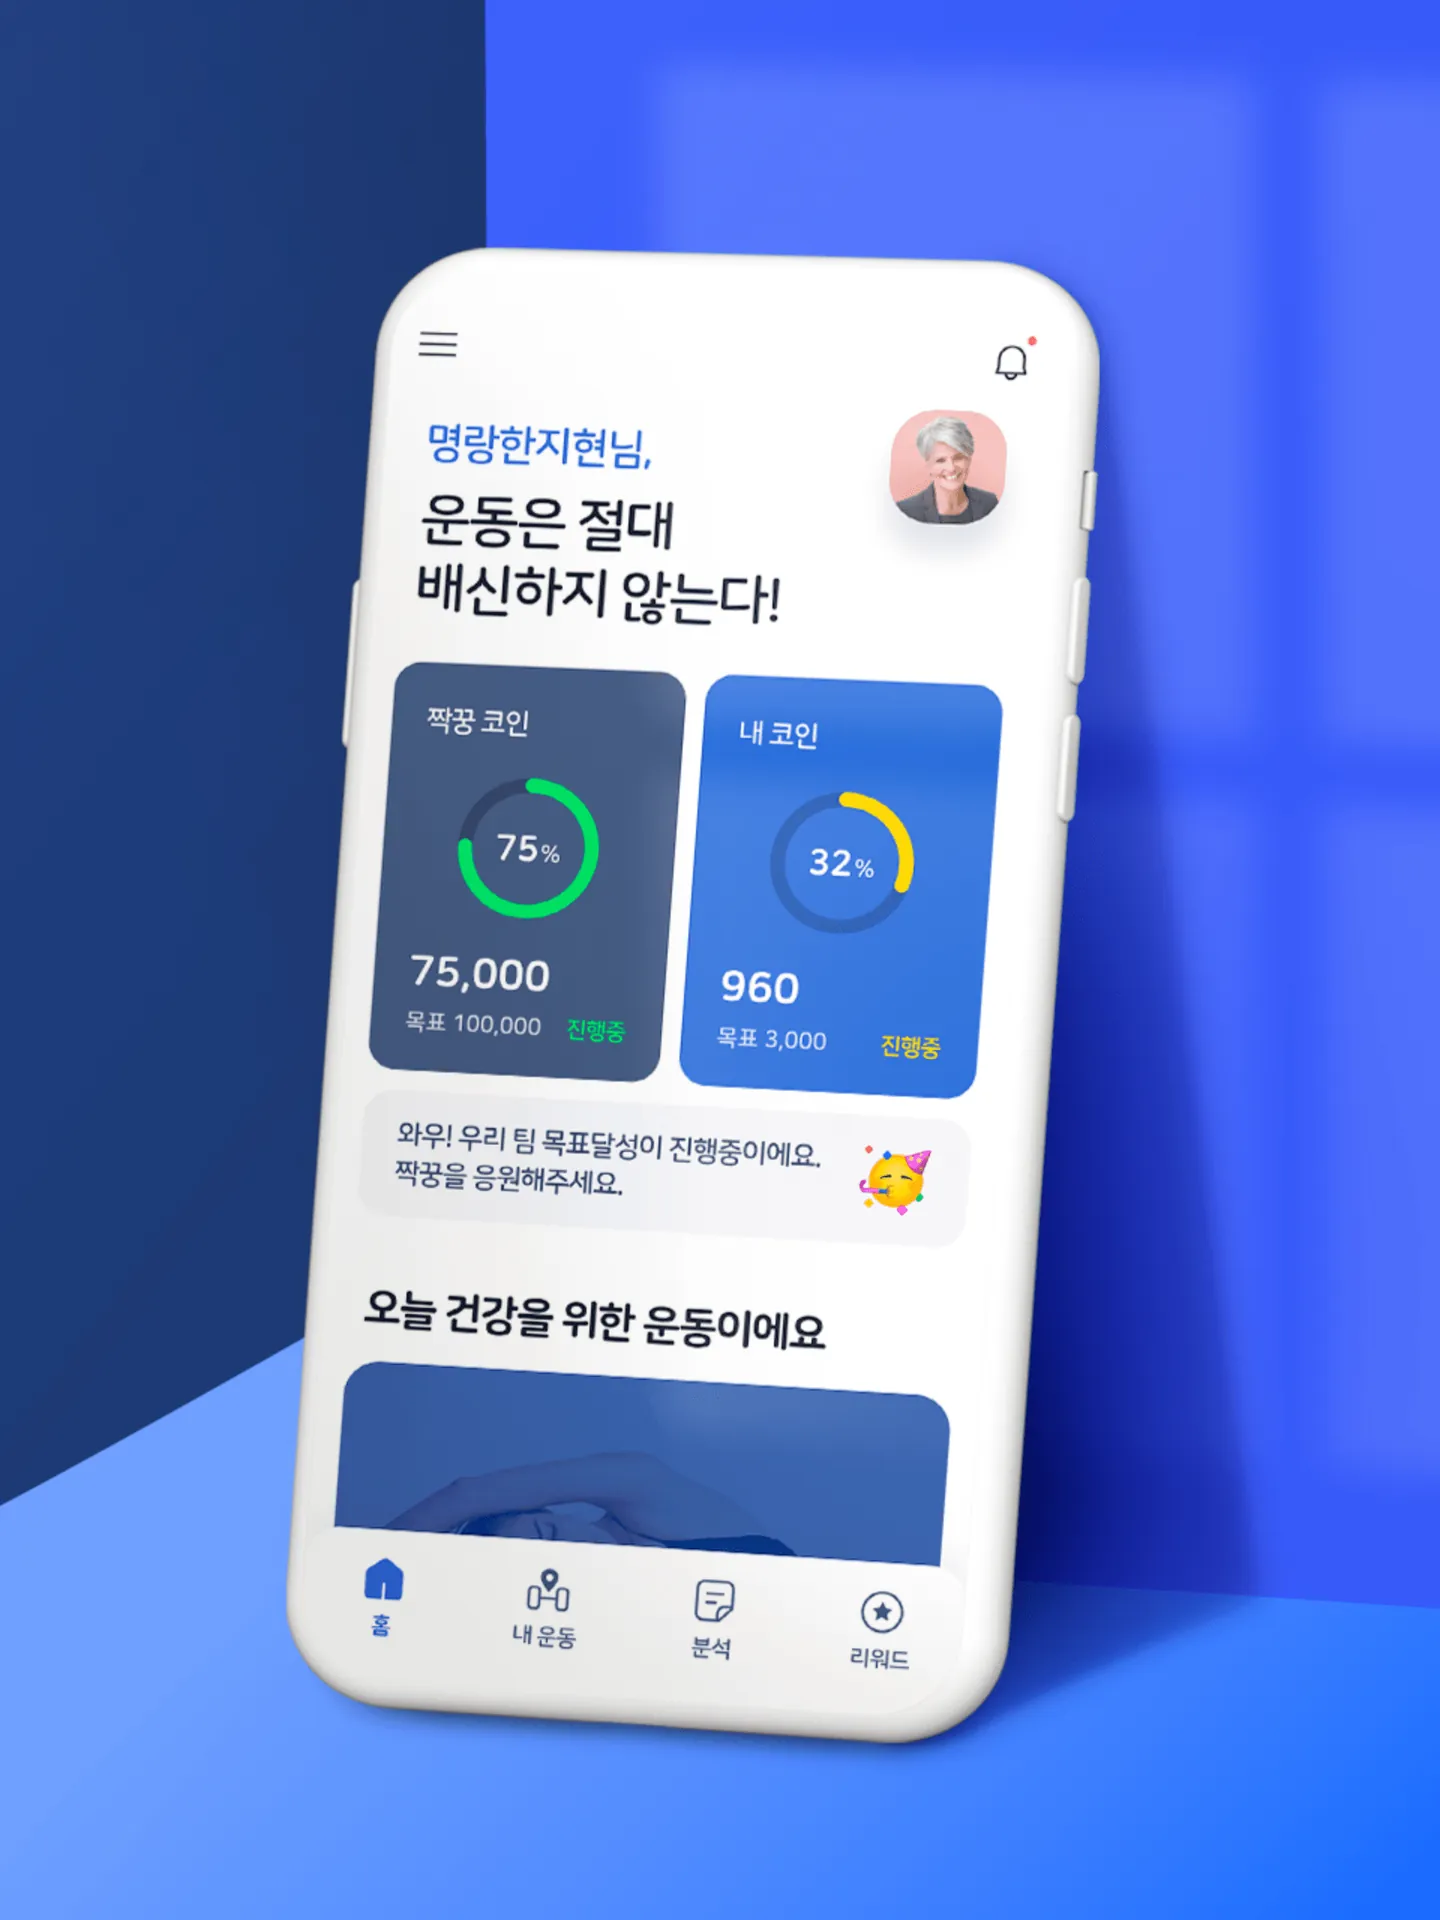 명랑한지현님,
운동은 절대
배신하지 않는다!
짝꿍 코인
75%
75,000
목표 100,000 진행중
내 코인
32%
960
목표 3,000 진행중
와우! 우리 팀 목표달성이 진행중이에요.
짝꿍을 응원해주세요.
오늘 건강을 위한 운동이에요
홈
내 운동
분석
리워드